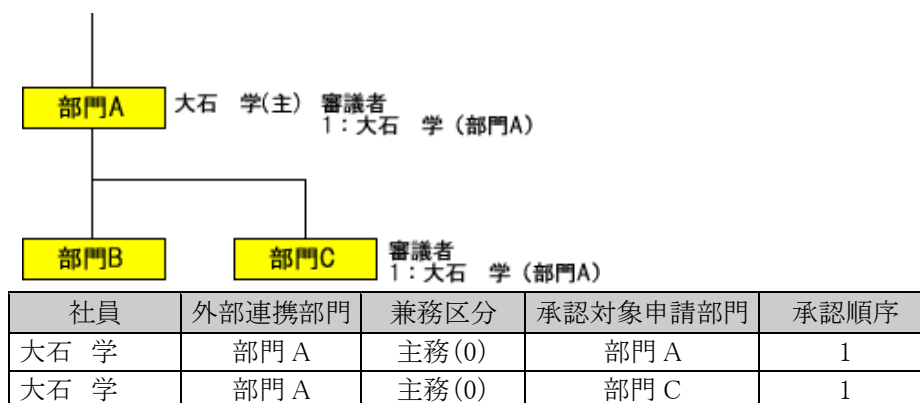 部門A 大石 学(主) 審議者
1:大石 学(部門A)
部門B 部門C 審議者
1:大石 学(部門A)
社員 外部連携部門 兼務区分 承認対象申請部門 承認順序
大石 学 部門 A 主務(0) 部門 A 1
大石 学 部門 A 主務(0) 部門 C 1